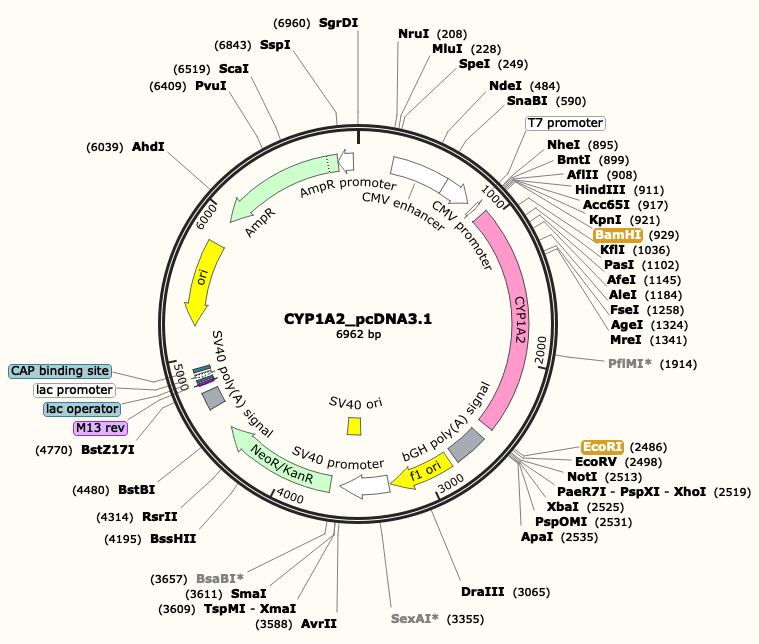 (6960) SgrDI
(6843) SspI
(6519) ScaI
(6409) PvuI
(6039) AhdI
NruI (208)
MluI (228)
SpeI (249)
NdeI (484)
SnaBI (590)
T7 promoter
NheI (895)
BmtI (899)
AflII (908)
HindIII (911)
Acc65I (917)
KpnI (921)
BamHI (929)
KflI (1036)
PasI (1102)
AfeI (1145)
AleI (1184)
FseI (1258)
AgeI (1324)
MreI (1341)
PflMI* (1914)
EcoRI (2486)
EcoRV (2498)
NotI (2513)
PaeR7I - PspXI - XhoI (2519)
XbaI (2525)
PspOMI (2531)
ApaI (2535)
DraIII (3065)
SexAI* (3355)
AvrII
(3588)
TspMI - XmaI
(3609)
SmaI
(3611)
BsaBI*
(3657)
(4195) BssHII
(4314) RsrII
(4480) BstBI
(4770) BstZ17I
M13 rev
lac operator
lac promoter
CAP binding site
1000
2000
3000
4000
5000
6000
AmpR promoter
AmpR
CMV enhancer
CMV promoter
CYP1A2
ori
CYP1A2_pcDNA3.1
6962 bp
SV40 poly(A) signal
SV40 ori
bGH poly(A) signal
SV40 promoter
f1 ori
NeoR/KanR